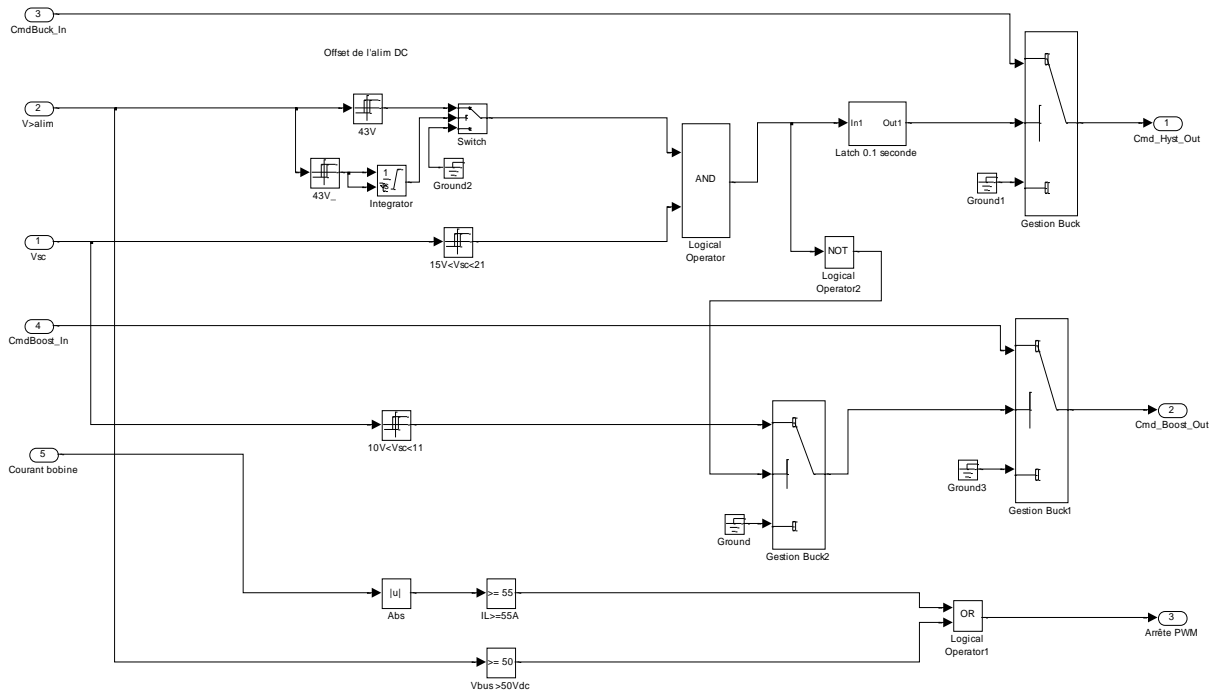 3
CmdBuck_In
Offset de l'alim DC
2
V>alim
43V
Switch
43V_
1
Integrator
Ground2
AND
Logical
Operator
In1 Out1
Latch 0.1 seconde
1
Cmd_Hyst_Out
Ground1
Gestion Buck
1
Vsc
15V<Vsc<21
NOT
Logical
Operator2
4
CmdBoost_In
2
Cmd_Boost_Out
10V<Vsc<11
5
Courant bobine
Ground3
Gestion Buck1
Ground
Gestion Buck2
|u|
Abs
>= 55
IL>=55A
OR
Logical
Operator1
3
Arrête PWM
>= 50
Vbus >50Vdc